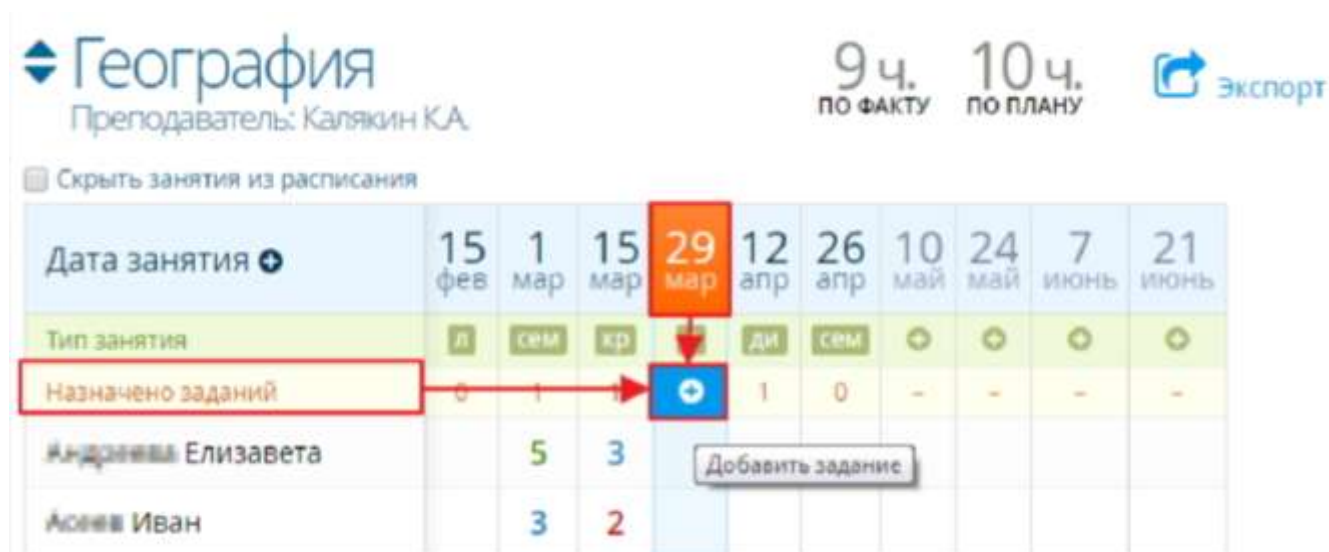 География
Преподаватель: Калякин К.А.
9 ч. 10 ч.
ПО ФАКТУ ПО ПЛАНУ
Экспорт
Скрыть занятия из расписания
Дата занятия 15 1 15 29 12 26 10 24 7 21
фев мар мар мар апр апр май май июнь июнь
Тип занятия л сем кр ди сем
Назначено заданий 0 1 1 1 0 - - - -
Елизавета 5 3
Добавить задание
Иван 3 2